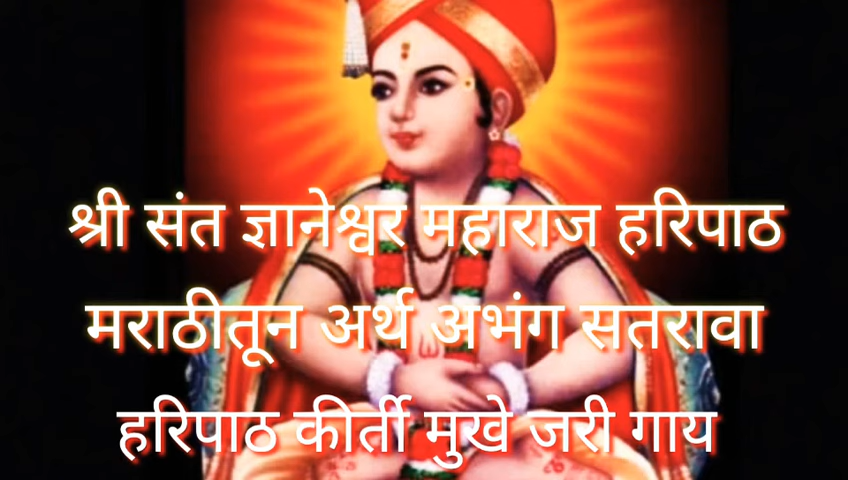 श्री संत ज्ञानेश्वर महाराज हरिपाठ
मराठीतून अर्थ अभंग सतरावा
हरिपाठ कीर्ती मुखे जरी गाय